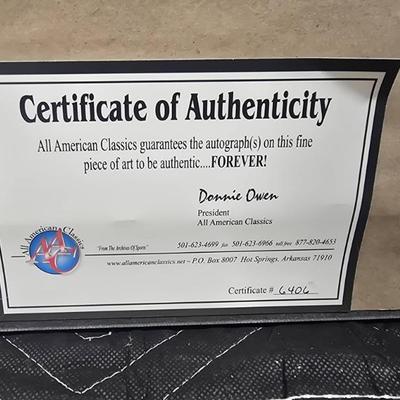 Certificate of Authenticity
All American Classics guarantees the autograph(s) on this fine
piece of art to be authentic....FOREVER!
Donnie Owen
President
All American Classics
All American Classics
AAC
"From The Archives Of Sports"
501-623-4699 fax 501-623-6966 toll free 877-820-4653
www.allamericanclassics.net ~ P.O. Box 8007 Hot Springs, Arkansas 71910
Certificate # 6406